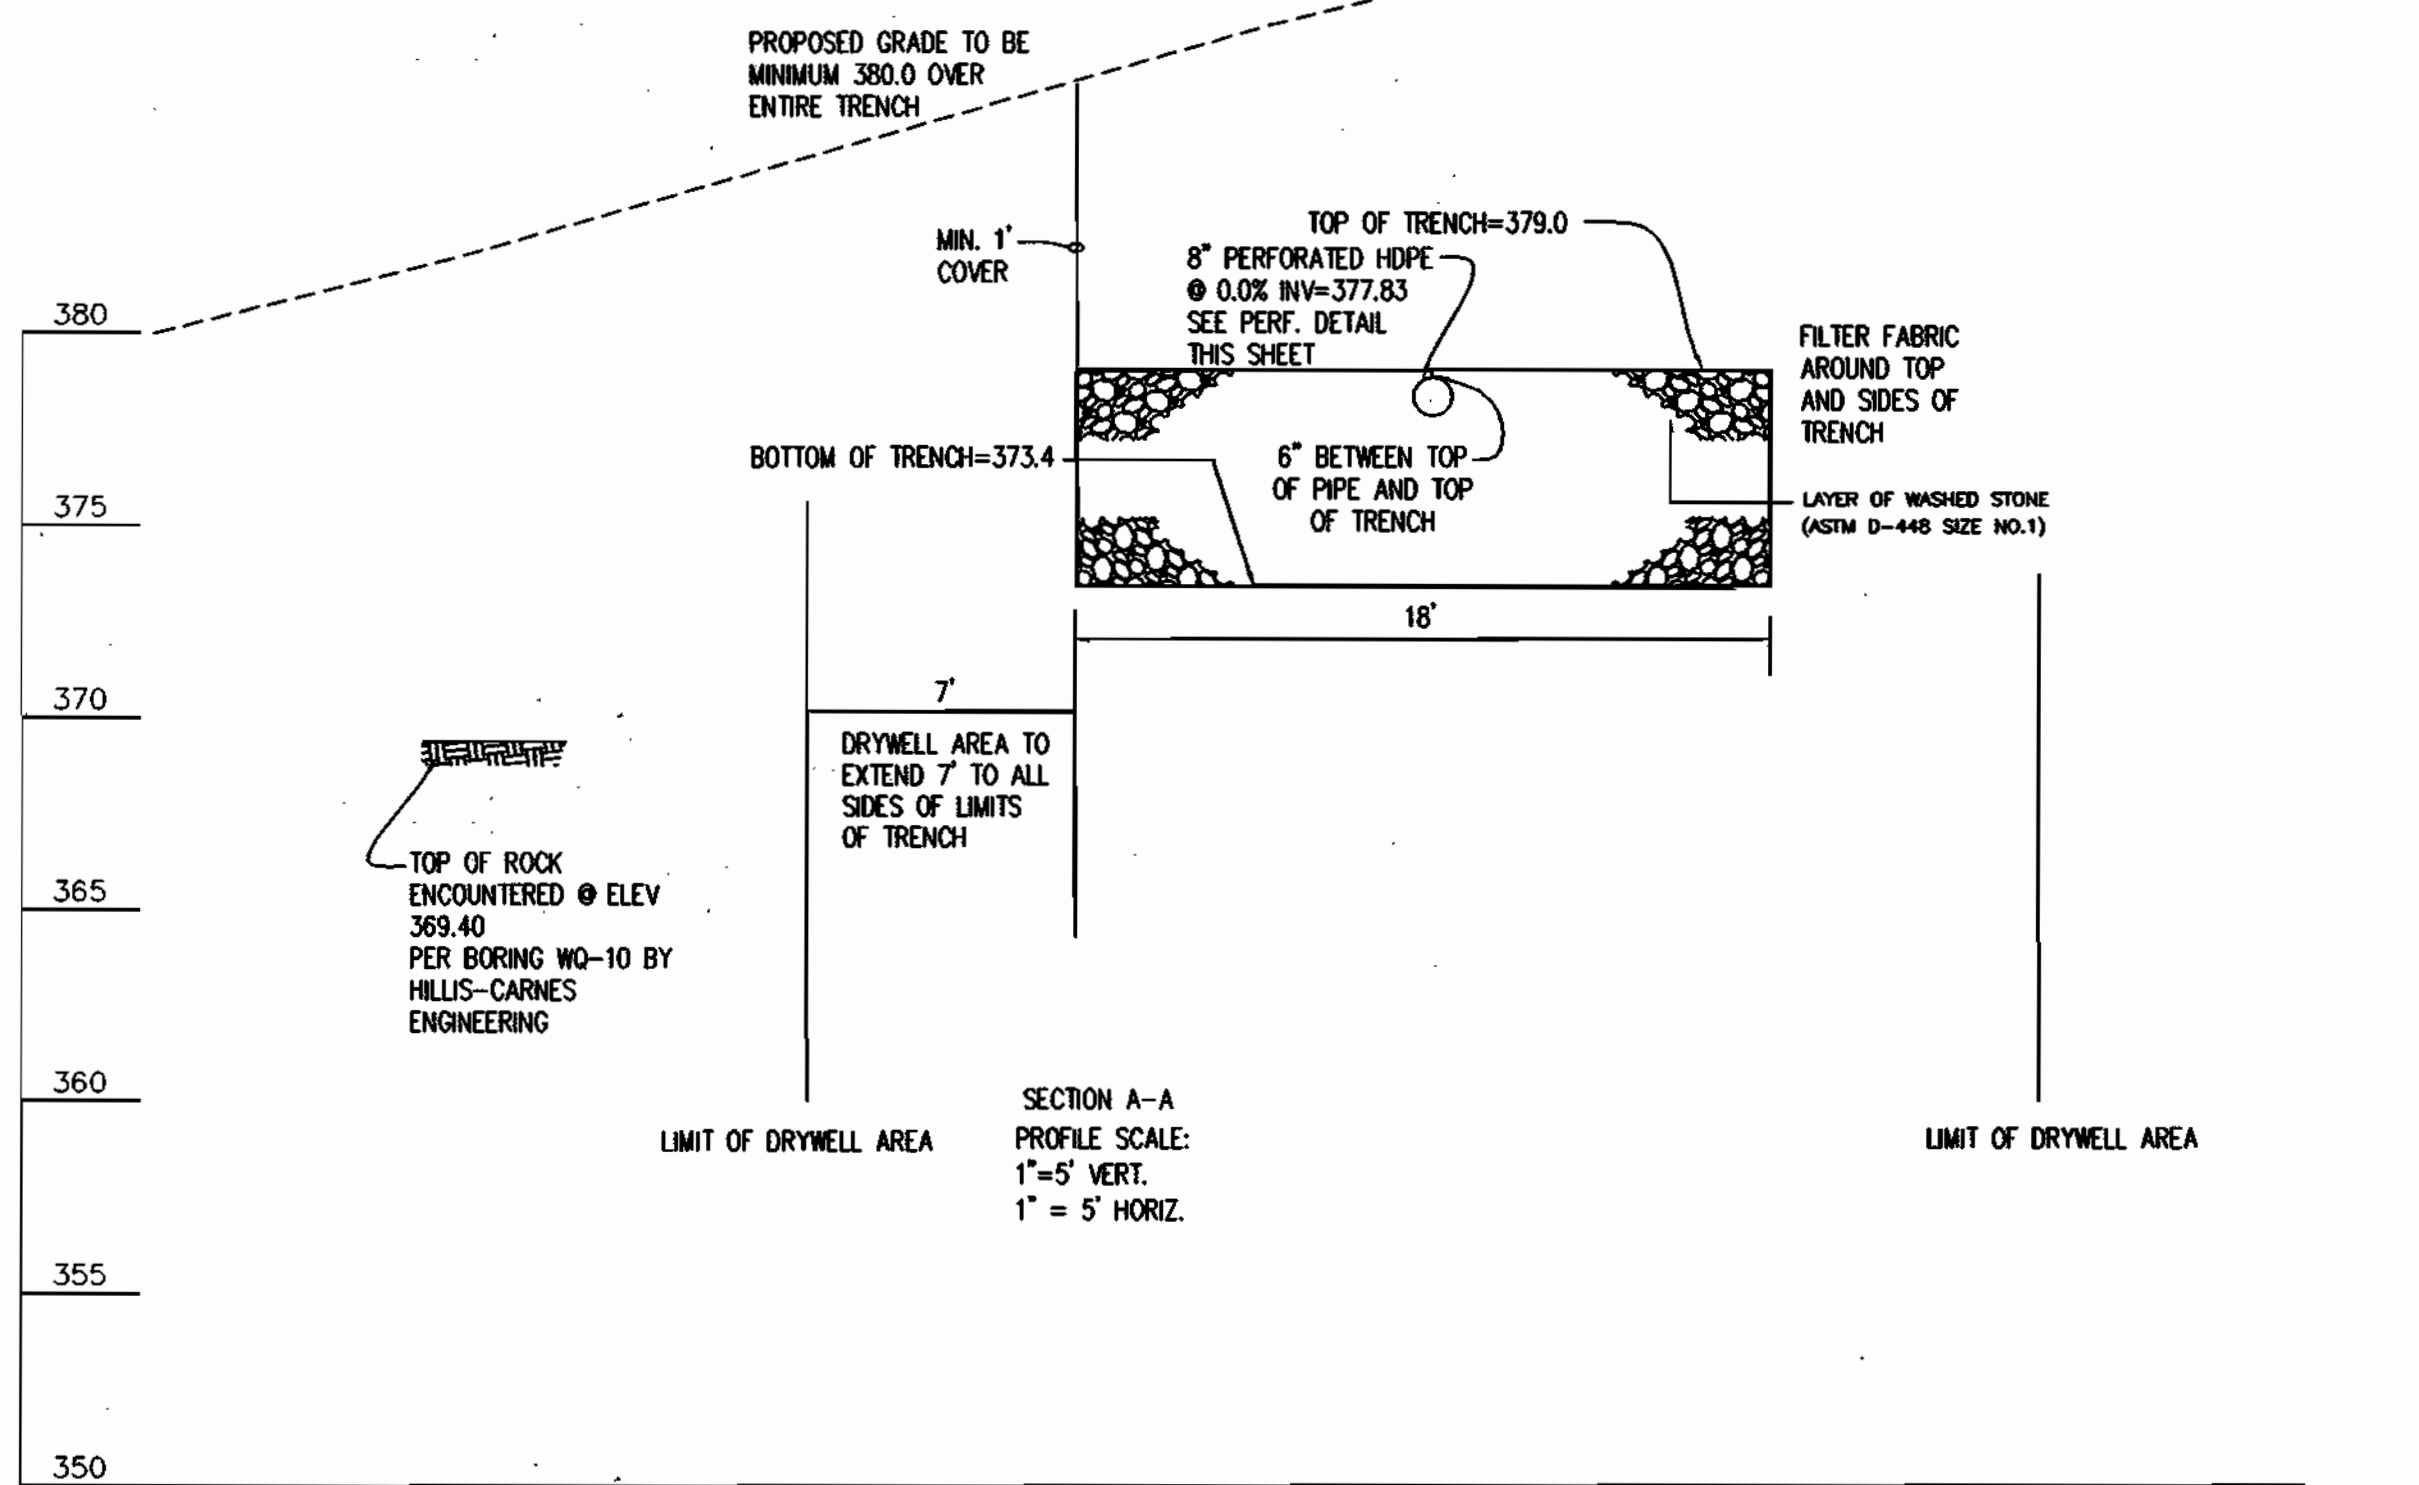 PROPOSED GRADE TO BE
MINIMUM 380.0 OVER
ENTIRE TRENCH
MIN. 1'
COVER
TOP OF TRENCH=379.0
8" PERFORATED HDPE
@ 0.0% INV=377.83
SEE PERF. DETAIL
THIS SHEET
FILTER FABRIC
AROUND TOP
AND SIDES OF
TRENCH
BOTTOM OF TRENCH=373.4
6" BETWEEN TOP
OF PIPE AND TOP
OF TRENCH
LAYER OF WASHED STONE
(ASTM D-448 SIZE NO.1)
18'
7'
DRYWELL AREA TO
EXTEND 7' TO ALL
SIDES OF LIMITS
OF TRENCH
TOP OF ROCK
ENCOUNTERED @ ELEV
369.40
PER BORING WQ-10 BY
HILLIS-CARNES
ENGINEERING
LIMIT OF DRYWELL AREA
SECTION A-A
PROFILE SCALE:
1"=5' VERT.
1" = 5' HORIZ.
LIMIT OF DRYWELL AREA
380
375
370
365
360
355
350